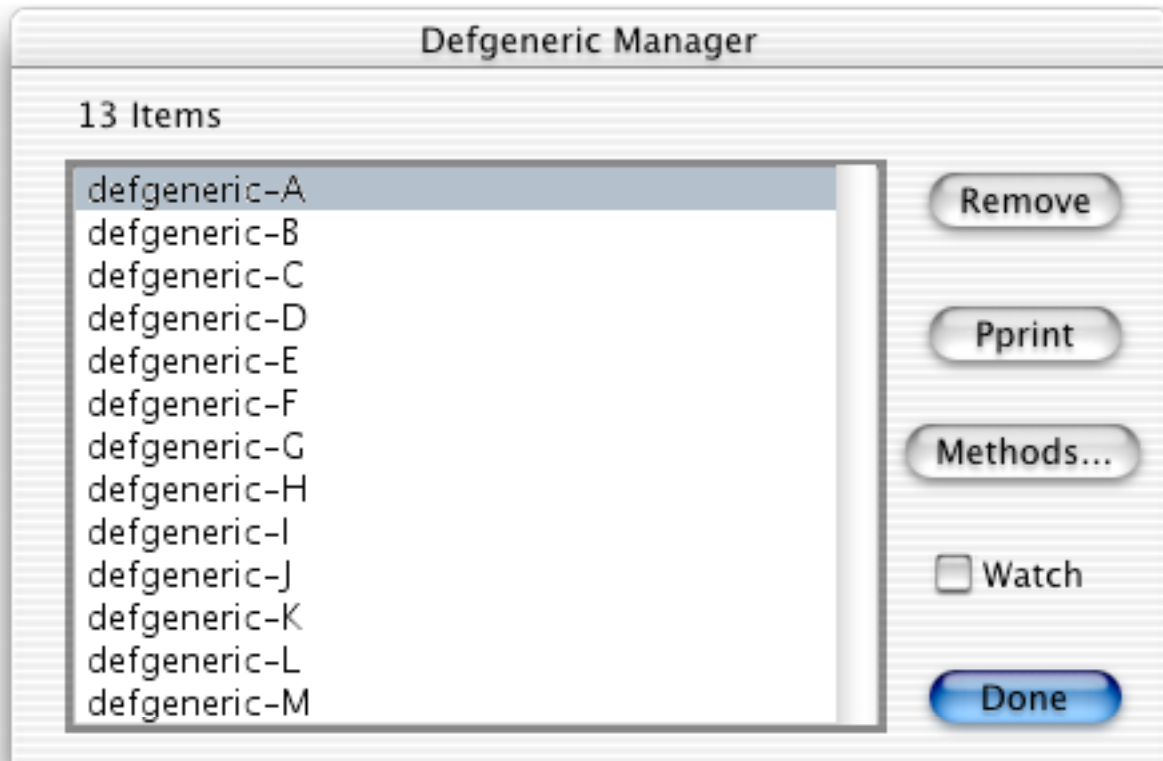 Defgeneric Manager
13 Items
defgeneric-A
defgeneric-B
defgeneric-C
defgeneric-D
defgeneric-E
defgeneric-F
defgeneric-G
defgeneric-H
defgeneric-I
defgeneric-J
defgeneric-K
defgeneric-L
defgeneric-M
Remove
Pprint
Methods...
Watch
Done